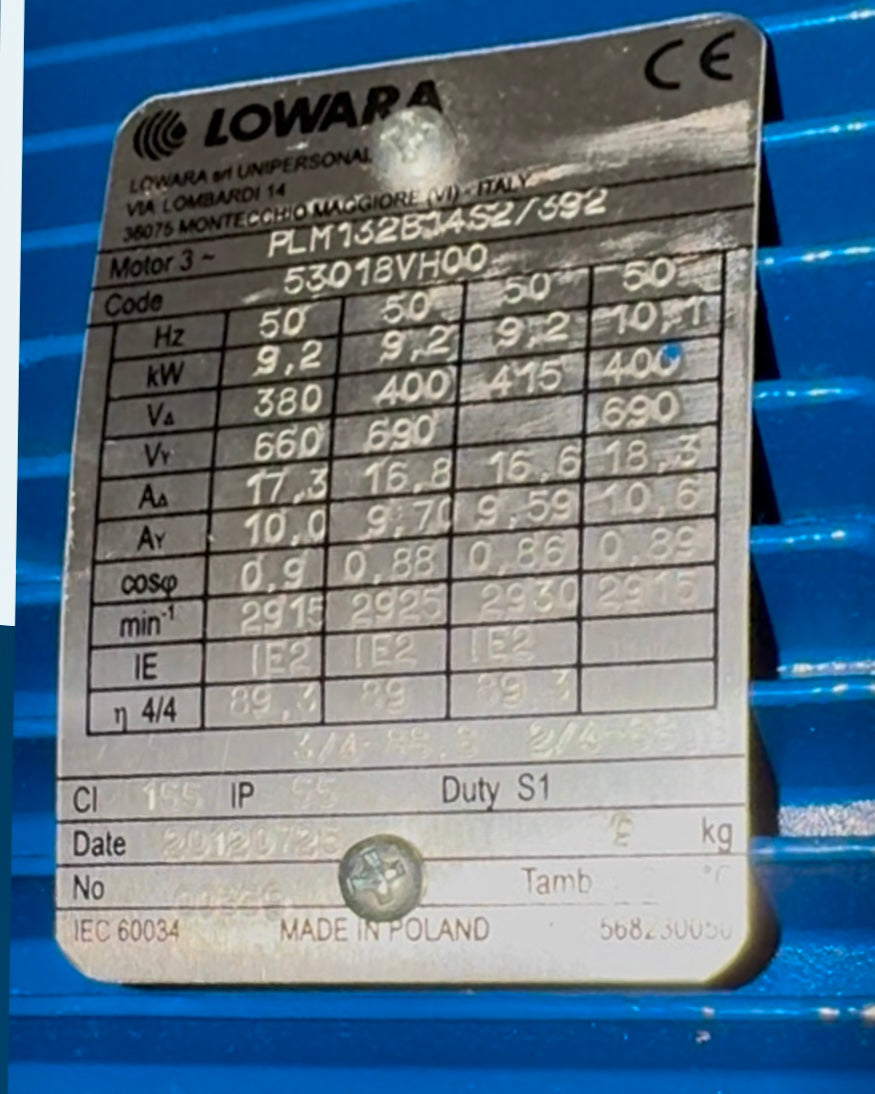 CE
LOWARA
LOWARA srl UNIPERSONAL
VIA LOMBARDI 14
36075 MONTECCHIO MAGGIORE (VI) - ITALY
Motor 3 ~ PLM132B14S2/392
Code 53018VH00
Hz 50 50 50 50
kW 9,2 9,2 9,2 10,1
VΔ 380 400 415 400
VY 660 690 690
AΔ 17,3 16,8 16,6 18,3
AY 10,0 9,70 9,59 10,6
cosφ 0,9 0,88 0,86 0,89
min-1 2915 2925 2930 2915
IE IE2 IE2 IE2
η 4/4 89,3 89 89,3
Cl 155 IP 55 Duty S1
Date 20120725 kg
No Tamb °C
IEC 60034 MADE IN POLAND 568230050